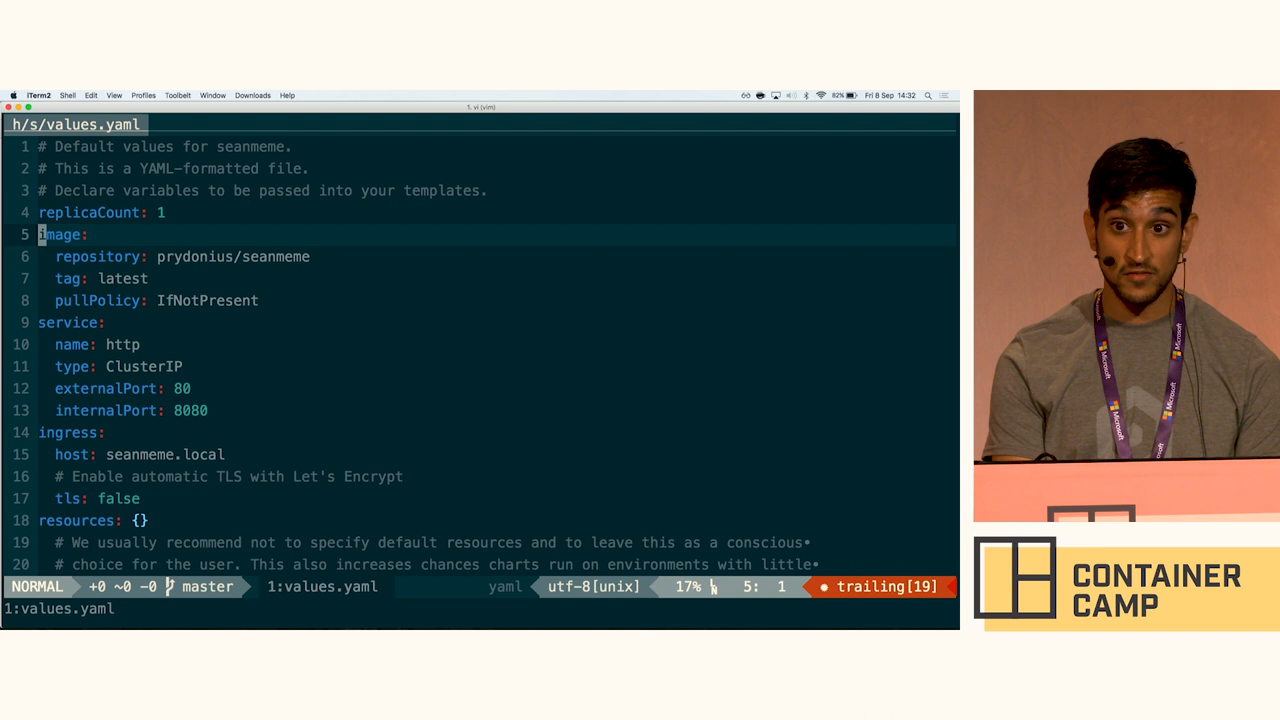 iTerm2 Shell Edit View Profiles Toolbelt Window Downloads Help 82% Fri 8 Sep 14:32
1. vi (vim)
h/s/values.yaml
1 # Default values for seanmeme.
2 # This is a YAML-formatted file.
3 # Declare variables to be passed into your templates.
4 replicaCount: 1
5 image:
6 repository: prydonius/seanmeme
7 tag: latest
8 pullPolicy: IfNotPresent
9 service:
10 name: http
11 type: ClusterIP
12 externalPort: 80
13 internalPort: 8080
14 ingress:
15 host: seanmeme.local
16 # Enable automatic TLS with Let's Encrypt
17 tls: false
18 resources: {}
19 # We usually recommend not to specify default resources and to leave this as a conscious•
20 # choice for the user. This also increases chances charts run on environments with little•
NORMAL +0 ~0 -0 master 1:values.yaml yaml utf-8[unix] 17% 5: 1 trailing[19]
1:values.yaml
Microsoft
Microsoft
Microsoft
Microsoft
CONTAINER
CAMP